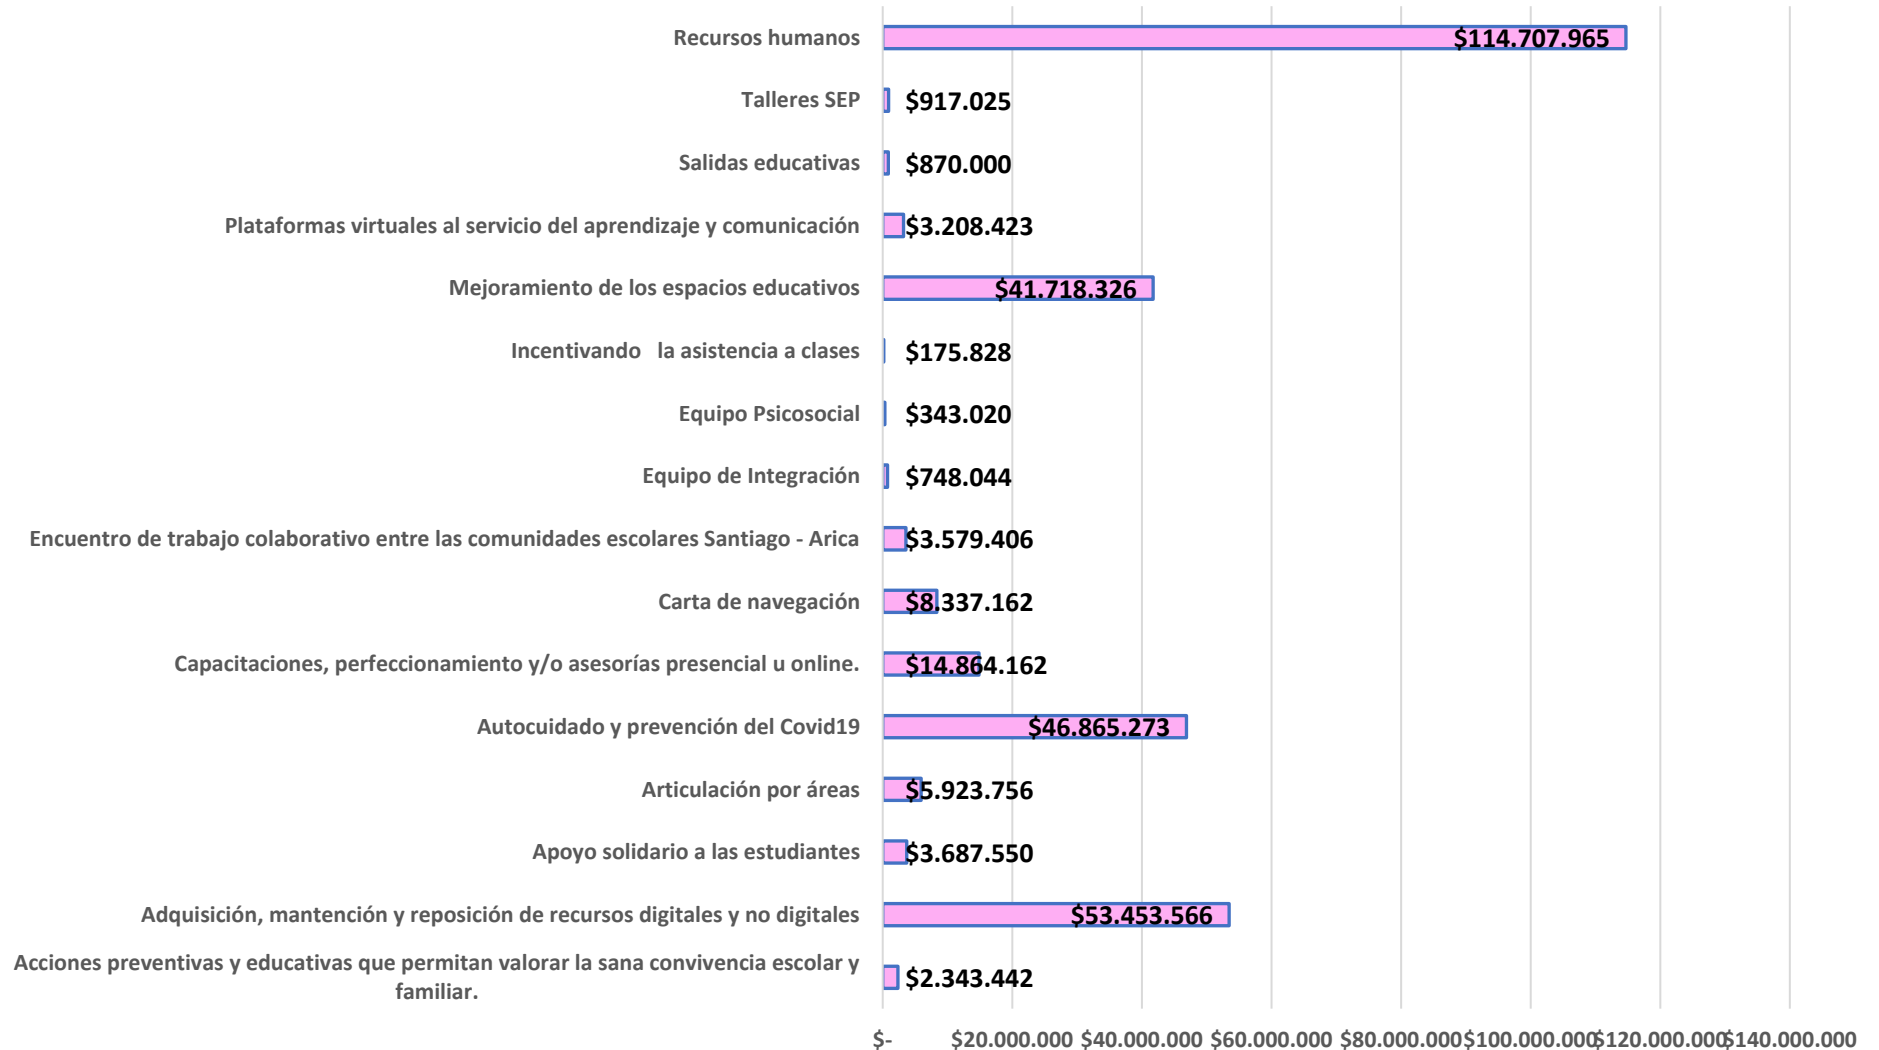 Recursos humanos $114.707.965
Talleres SEP $917.025
Salidas educativas $870.000
Plataformas virtuales al servicio del aprendizaje y comunicación $3.208.423
Mejoramiento de los espacios educativos $41.718.326
Incentivando   la asistencia a clases $175.828
Equipo Psicosocial $343.020
Equipo de Integración $748.044
Encuentro de trabajo colaborativo entre las comunidades escolares Santiago - Arica $3.579.406
Carta de navegación $8.337.162
Capacitaciones, perfeccionamiento y/o asesorías presencial u online. $14.864.162
Autocuidado y prevención del Covid19 $46.865.273
Articulación por áreas $5.923.756
Apoyo solidario a las estudiantes $3.687.550
Adquisición, mantención y reposición de recursos digitales y no digitales $53.453.566
Acciones preventivas y educativas que permitan valorar la sana convivencia escolar y
familiar. $2.343.442
$- $20.000.000 $40.000.000 $60.000.000 $80.000.000 $100.000.000 $120.000.000 $140.000.000